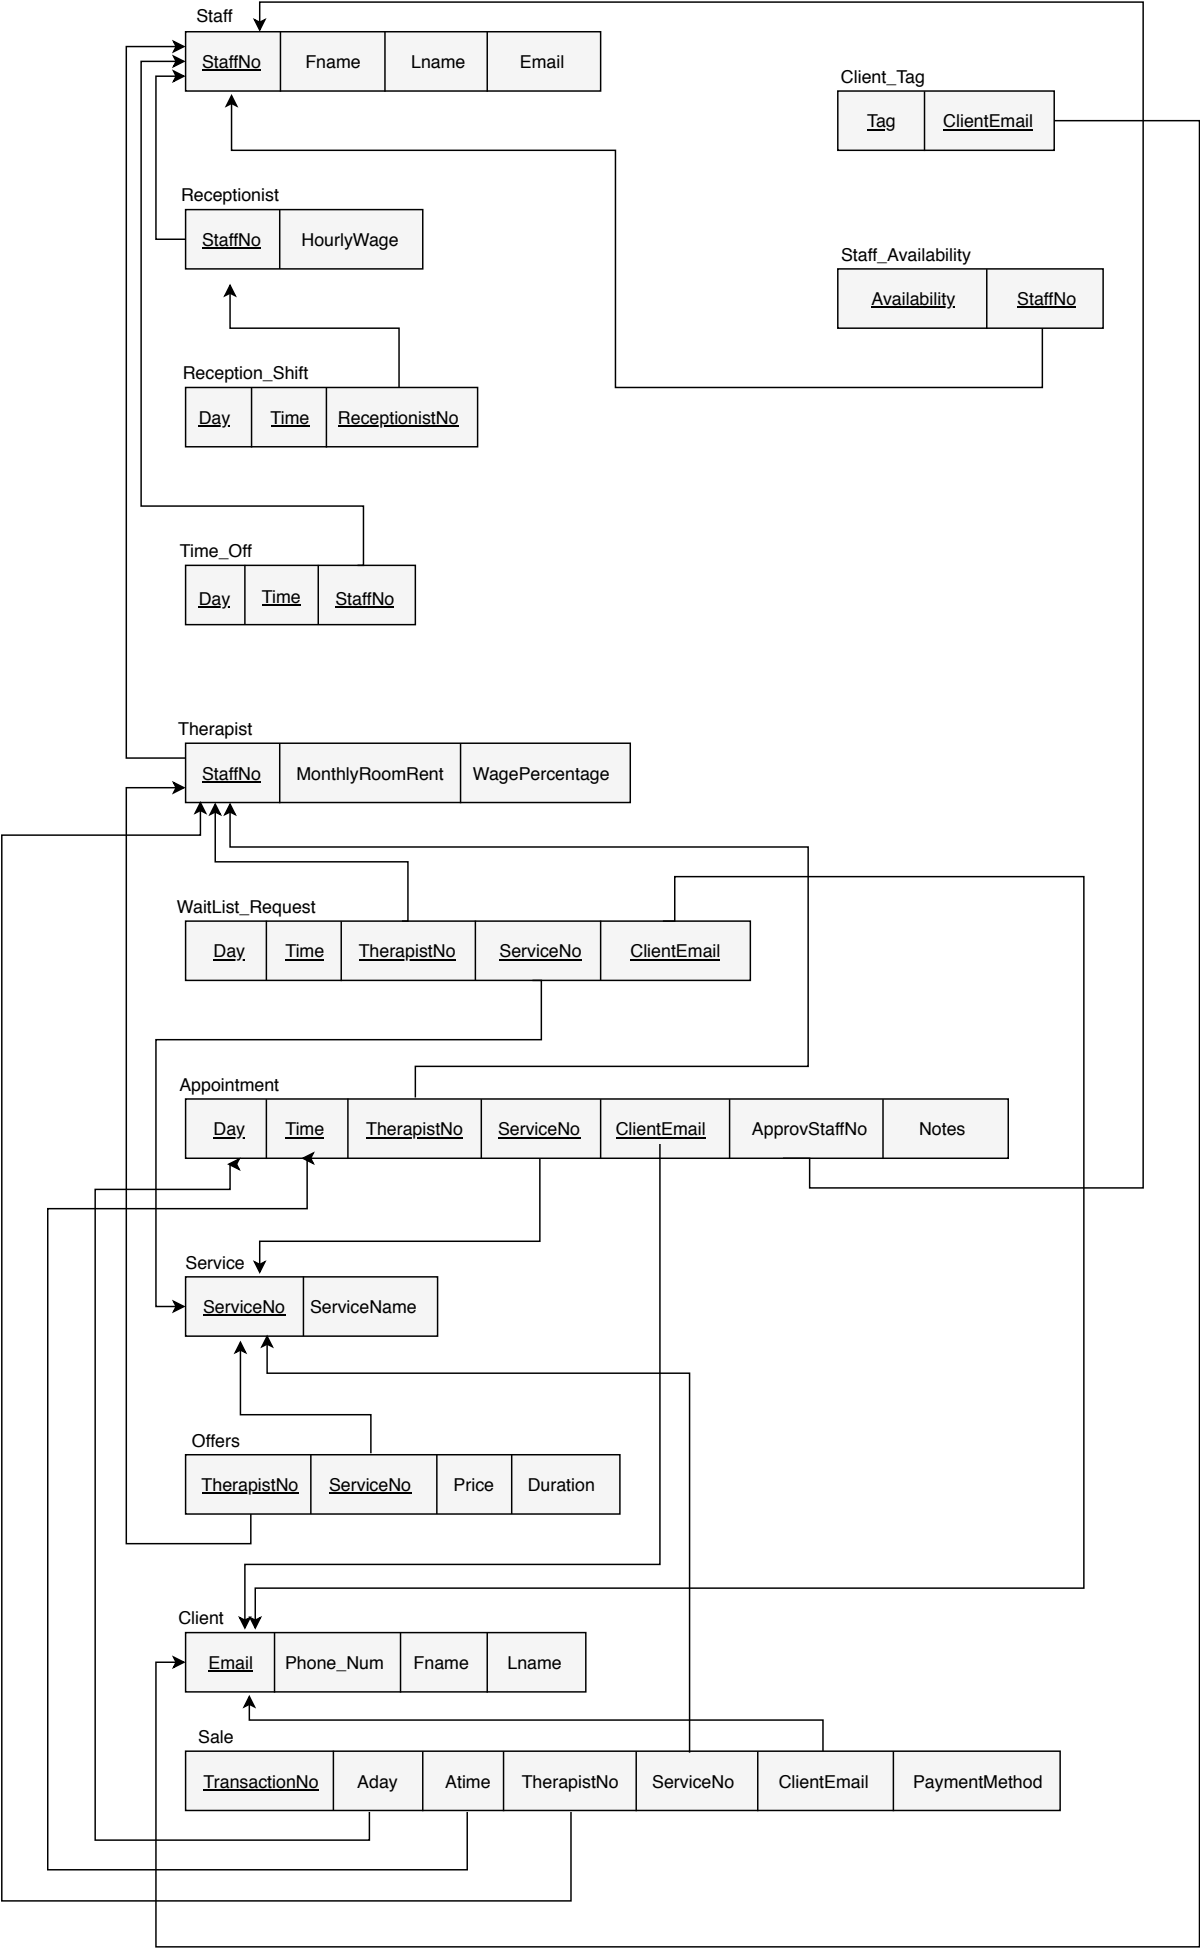 Staff
StaffNo Fname Lname Email
Client_Tag
Tag ClientEmail
Receptionist
StaffNo HourlyWage
Staff_Availability
Availability StaffNo
Reception_Shift
Day Time ReceptionistNo
Time_Off
Day Time StaffNo
Therapist
StaffNo MonthlyRoomRent WagePercentage
WaitList_Request
Day Time TherapistNo ServiceNo ClientEmail
Appointment
Day Time TherapistNo ServiceNo ClientEmail ApprovStaffNo Notes
Service
ServiceNo ServiceName
Offers
TherapistNo ServiceNo Price Duration
Client
Email Phone_Num Fname Lname
Sale
TransactionNo Aday Atime TherapistNo ServiceNo ClientEmail PaymentMethod